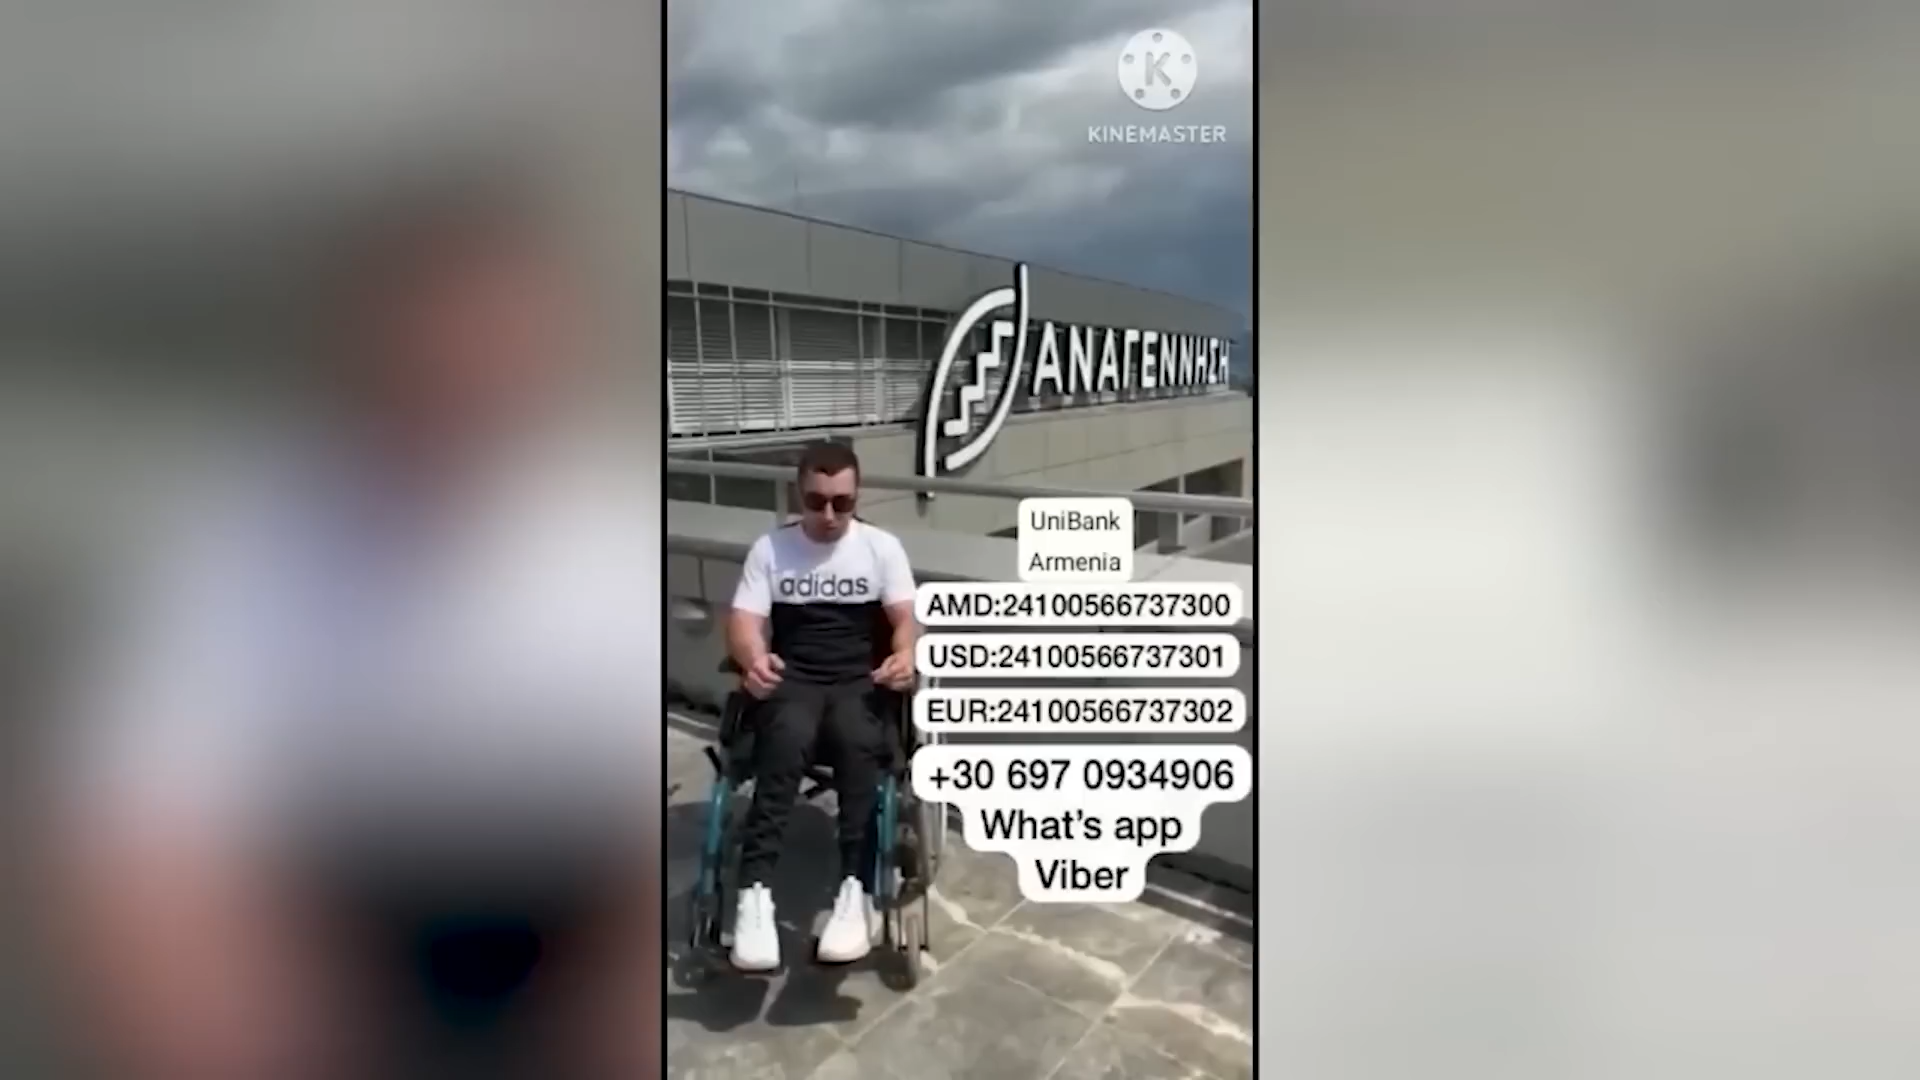 K
KINEMASTER
ΑΝΑΓΕΝΝΗΣΗ
adidas
UniBank
Armenia
AMD:24100566737300
USD:24100566737301
EUR:24100566737302
+30 697 0934906
What’s app
Viber